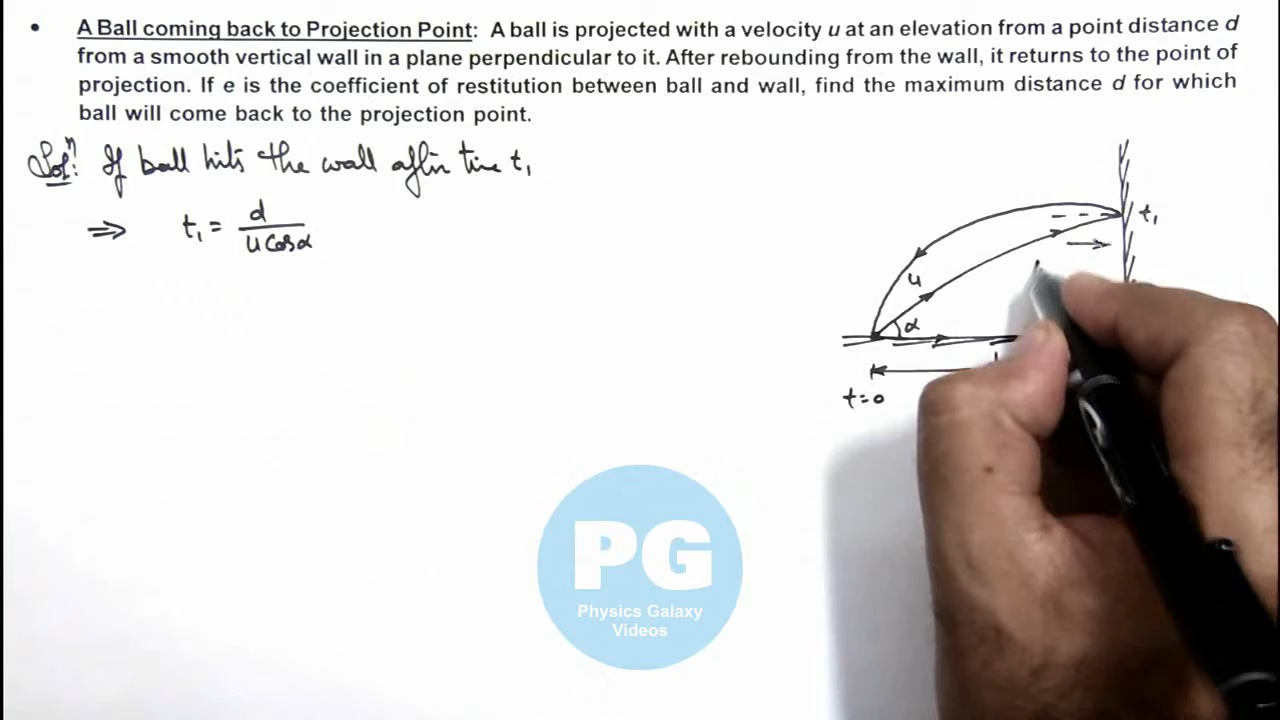 • A Ball coming back to Projection Point: A ball is projected with a velocity u at an elevation from a point distance d
from a smooth vertical wall in a plane perpendicular to it. After rebounding from the wall, it returns to the point of
projection. If e is the coefficient of restitution between ball and wall, find the maximum distance d for which
ball will come back to the projection point.
Solⁿ: If ball hits the wall after time t₁
⇒ t₁ = d / u cosα
t₁
u
α
t=0
PG
Physics Galaxy
Videos